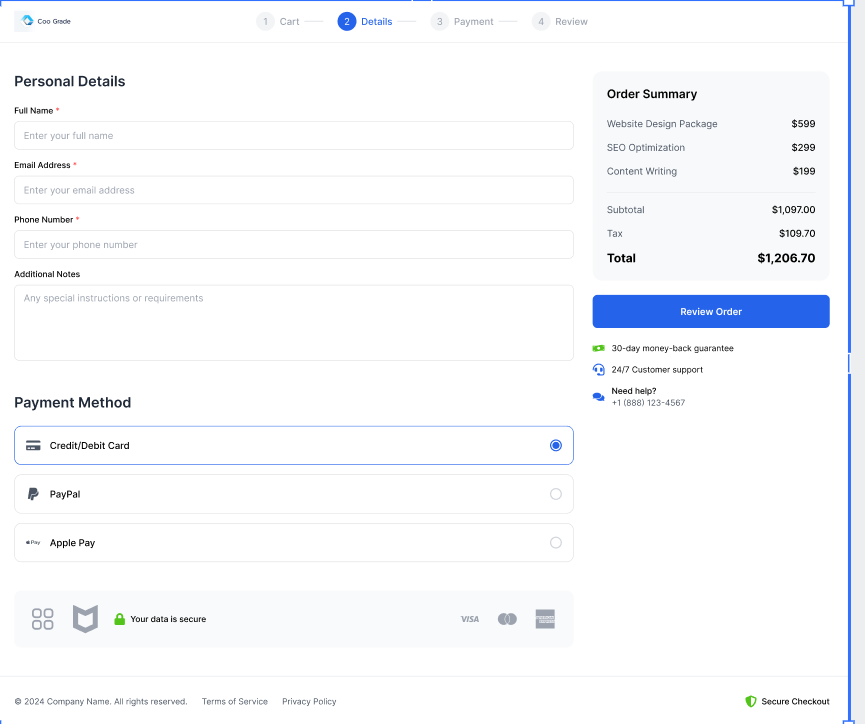 Coo Grade
1 Cart
2 Details
3 Payment
4 Review
Personal Details
Full Name *
Enter your full name
Email Address *
Enter your email address
Phone Number *
Enter your phone number
Additional Notes
Any special instructions or requirements
Payment Method
Credit/Debit Card
PayPal
Pay Apple Pay
Your data is secure
VISA
Order Summary
Website Design Package $599
SEO Optimization $299
Content Writing $199
Subtotal $1,097.00
Tax $109.70
Total $1,206.70
Review Order
30-day money-back guarantee
24/7 Customer support
Need help?
+1 (888) 123-4567
© 2024 Company Name. All rights reserved. Terms of Service Privacy Policy
Secure Checkout